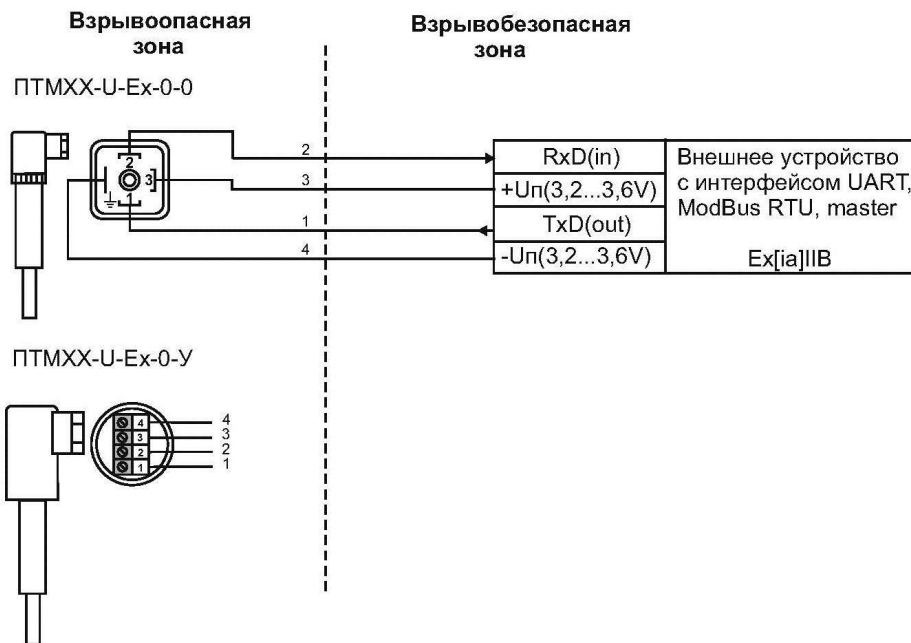 Взрывоопасная
зона
Взрывобезопасная
зона
ПТМХХ-U-Ex-0-0
2
3
1
2
3
1
4
RxD(in)
+Uп(3,2...3,6V)
TxD(out)
-Uп(3,2...3,6V)
Внешнее устройство
с интерфейсом UART,
ModBus RTU, master
Ex[ia]IIB
ПТМХХ-U-Ex-0-У
4
3
2
1
4
3
2
1